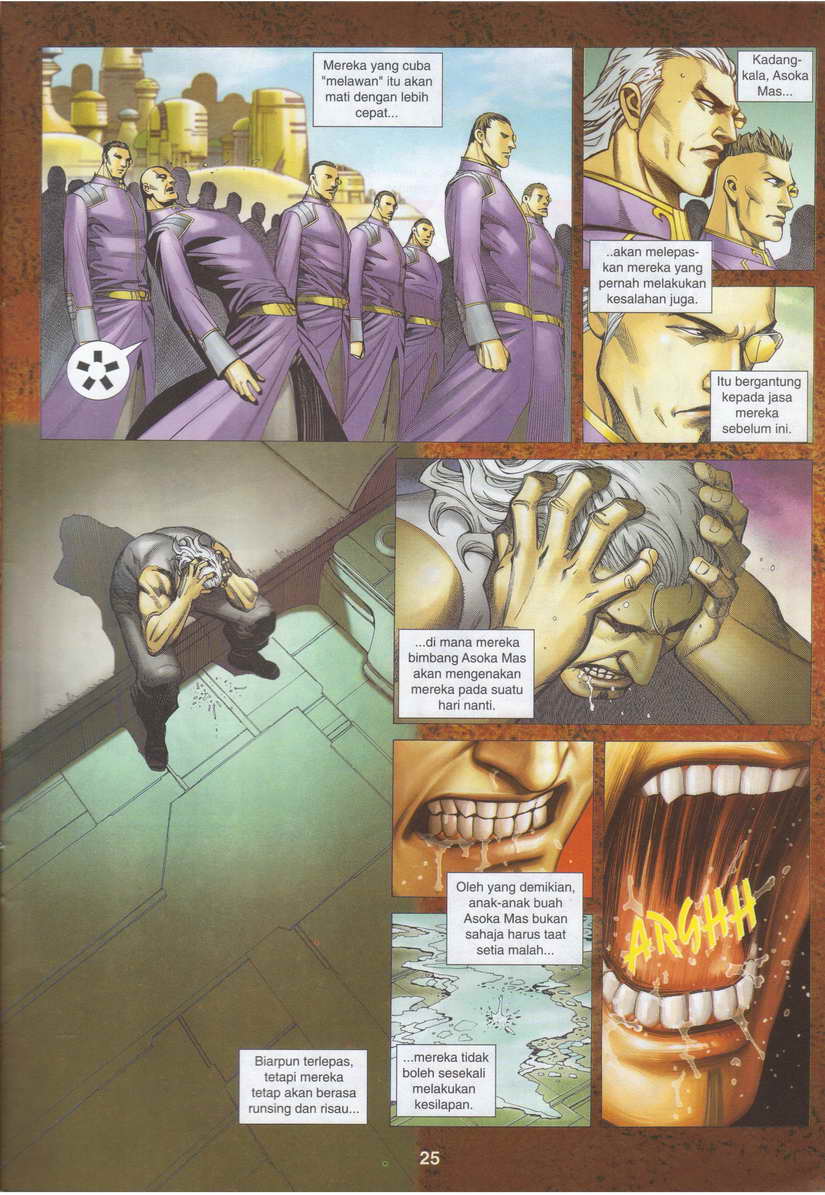 Mereka yang cuba
"melawan" itu akan
mati dengan lebih
cepat...
Kadang-
kala, Asoka
Mas...
..akan melepas-
kan mereka yang
pernah melakukan
kesalahan juga.
Itu bergantung
kepada jasa
mereka
sebelum ini.
Biarpun terlepas,
tetapi mereka
tetap akan berasa
runsing dan risau...
...di mana mereka
bimbang Asoka Mas
akan mengenakan
mereka pada suatu
hari nanti.
Oleh yang demikian,
anak-anak buah
Asoka Mas bukan
sahaja harus taat
setia malah...
...mereka tidak
boleh sesekali
melakukan
kesilapan.
ARGHH
25